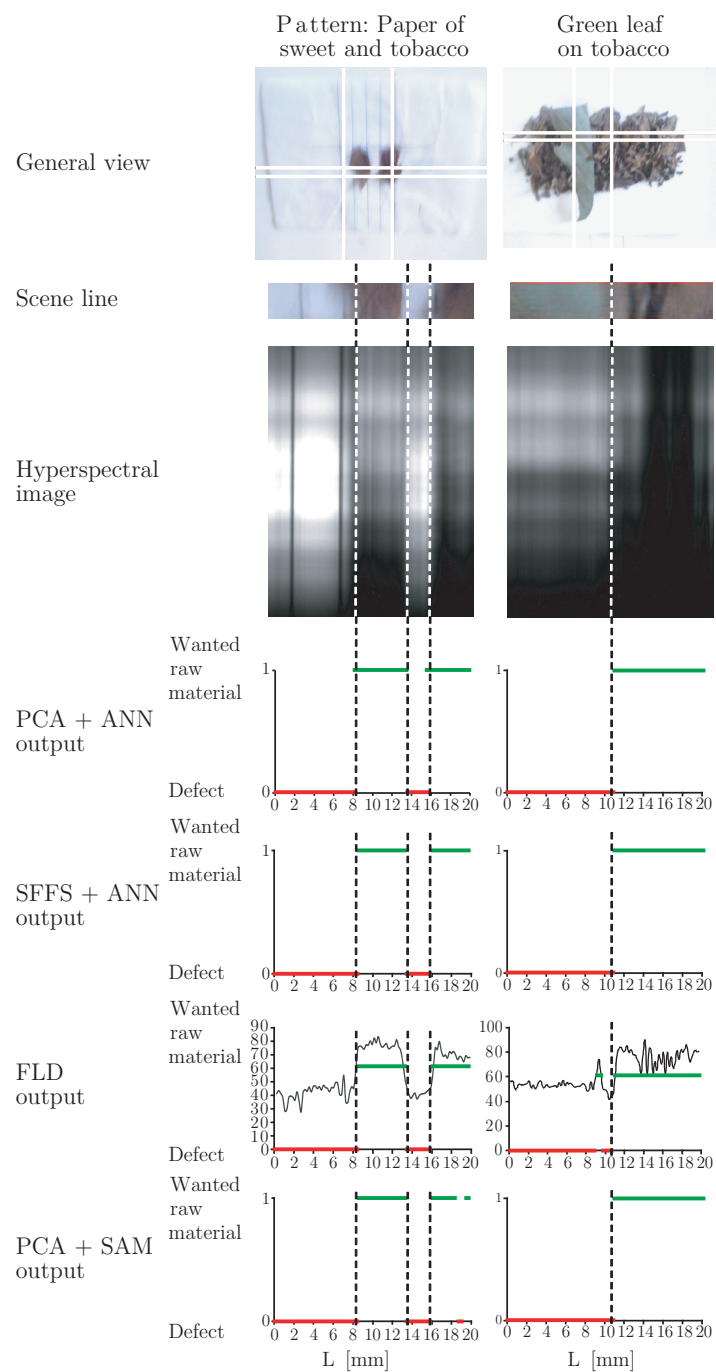 Pattern: Paper of
sweet and tobacco
Green leaf
on tobacco
General view
Scene line
Hyperspectral
image
PCA + ANN
output
Wanted
raw
material
Defect
1
0
0 2 4 6 8 10 12 14 16 18 20
1
0
0 2 4 6 8 10 12 14 16 18 20
SFFS + ANN
output
Wanted
raw
material
Defect
1
0
0 2 4 6 8 10 12 14 16 18 20
1
0
0 2 4 6 8 10 12 14 16 18 20
FLD
output
Wanted
raw
material
Defect
90
80
70
60
50
40
30
20
10
0
0 2 4 6 8 10 12 14 16 18 20
100
80
60
40
20
0
0 2 4 6 8 10 12 14 16 18 20
PCA + SAM
output
Wanted
raw
material
Defect
1
0
0 2 4 6 8 10 12 14 16 18 20
1
0
0 2 4 6 8 10 12 14 16 18 20
L [mm]
L [mm]